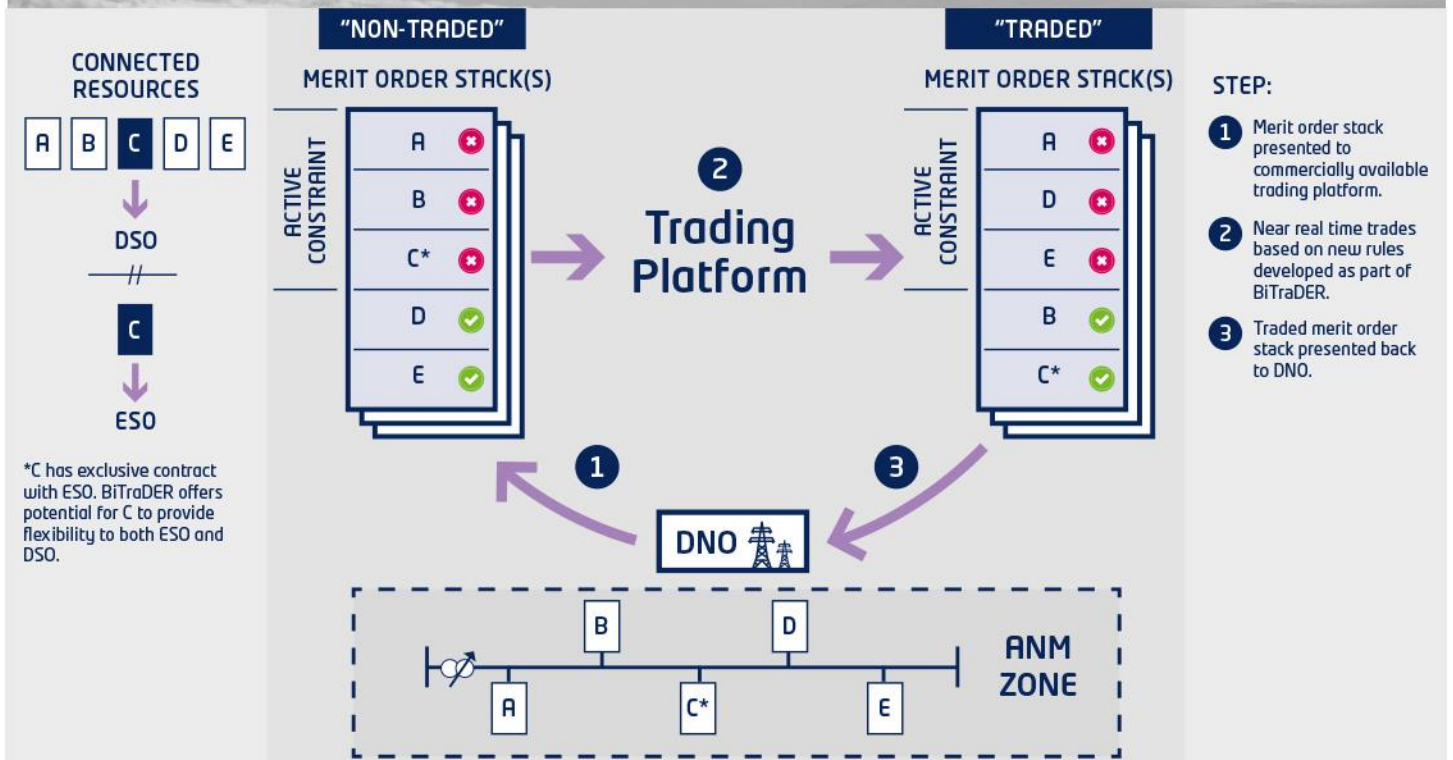 CONNECTED
RESOURCES
A B C D E
DSO
C
ESO
*C has exclusive contract
with ESO. BiTraDER offers
potential for C to provide
flexibility to both ESO and
DSO.
"NON-TRADED"
MERIT ORDER STACK(S)
ACTIVE
CONSTRAINT
A
B
C*
D
E
2
Trading
Platform
"TRADED"
MERIT ORDER STACK(S)
ACTIVE
CONSTRAINT
A
D
E
B
C*
1
3
DNO
B
D
A
C*
E
ANM
ZONE
STEP:
1 Merit order stack
presented to
commercially available
trading platform.
2 Near real time trades
based on new rules
developed as part of
BiTraDER.
3 Traded merit order
stack presented back
to DNO.